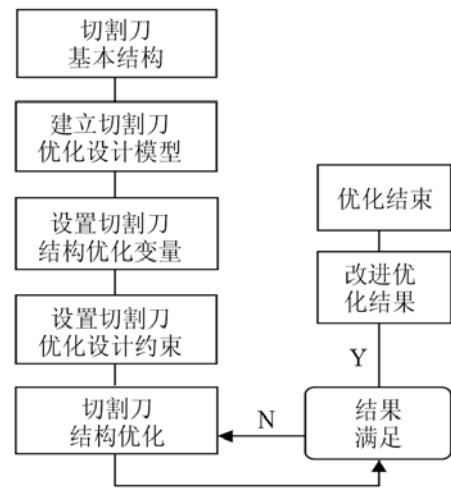 切割刀
基本结构
建立切割刀
优化设计模型
设置切割刀
结构优化变量
设置切割刀
优化设计约束
切割刀
结构优化
N
结果
满足
Y
改进优
化结果
优化结束